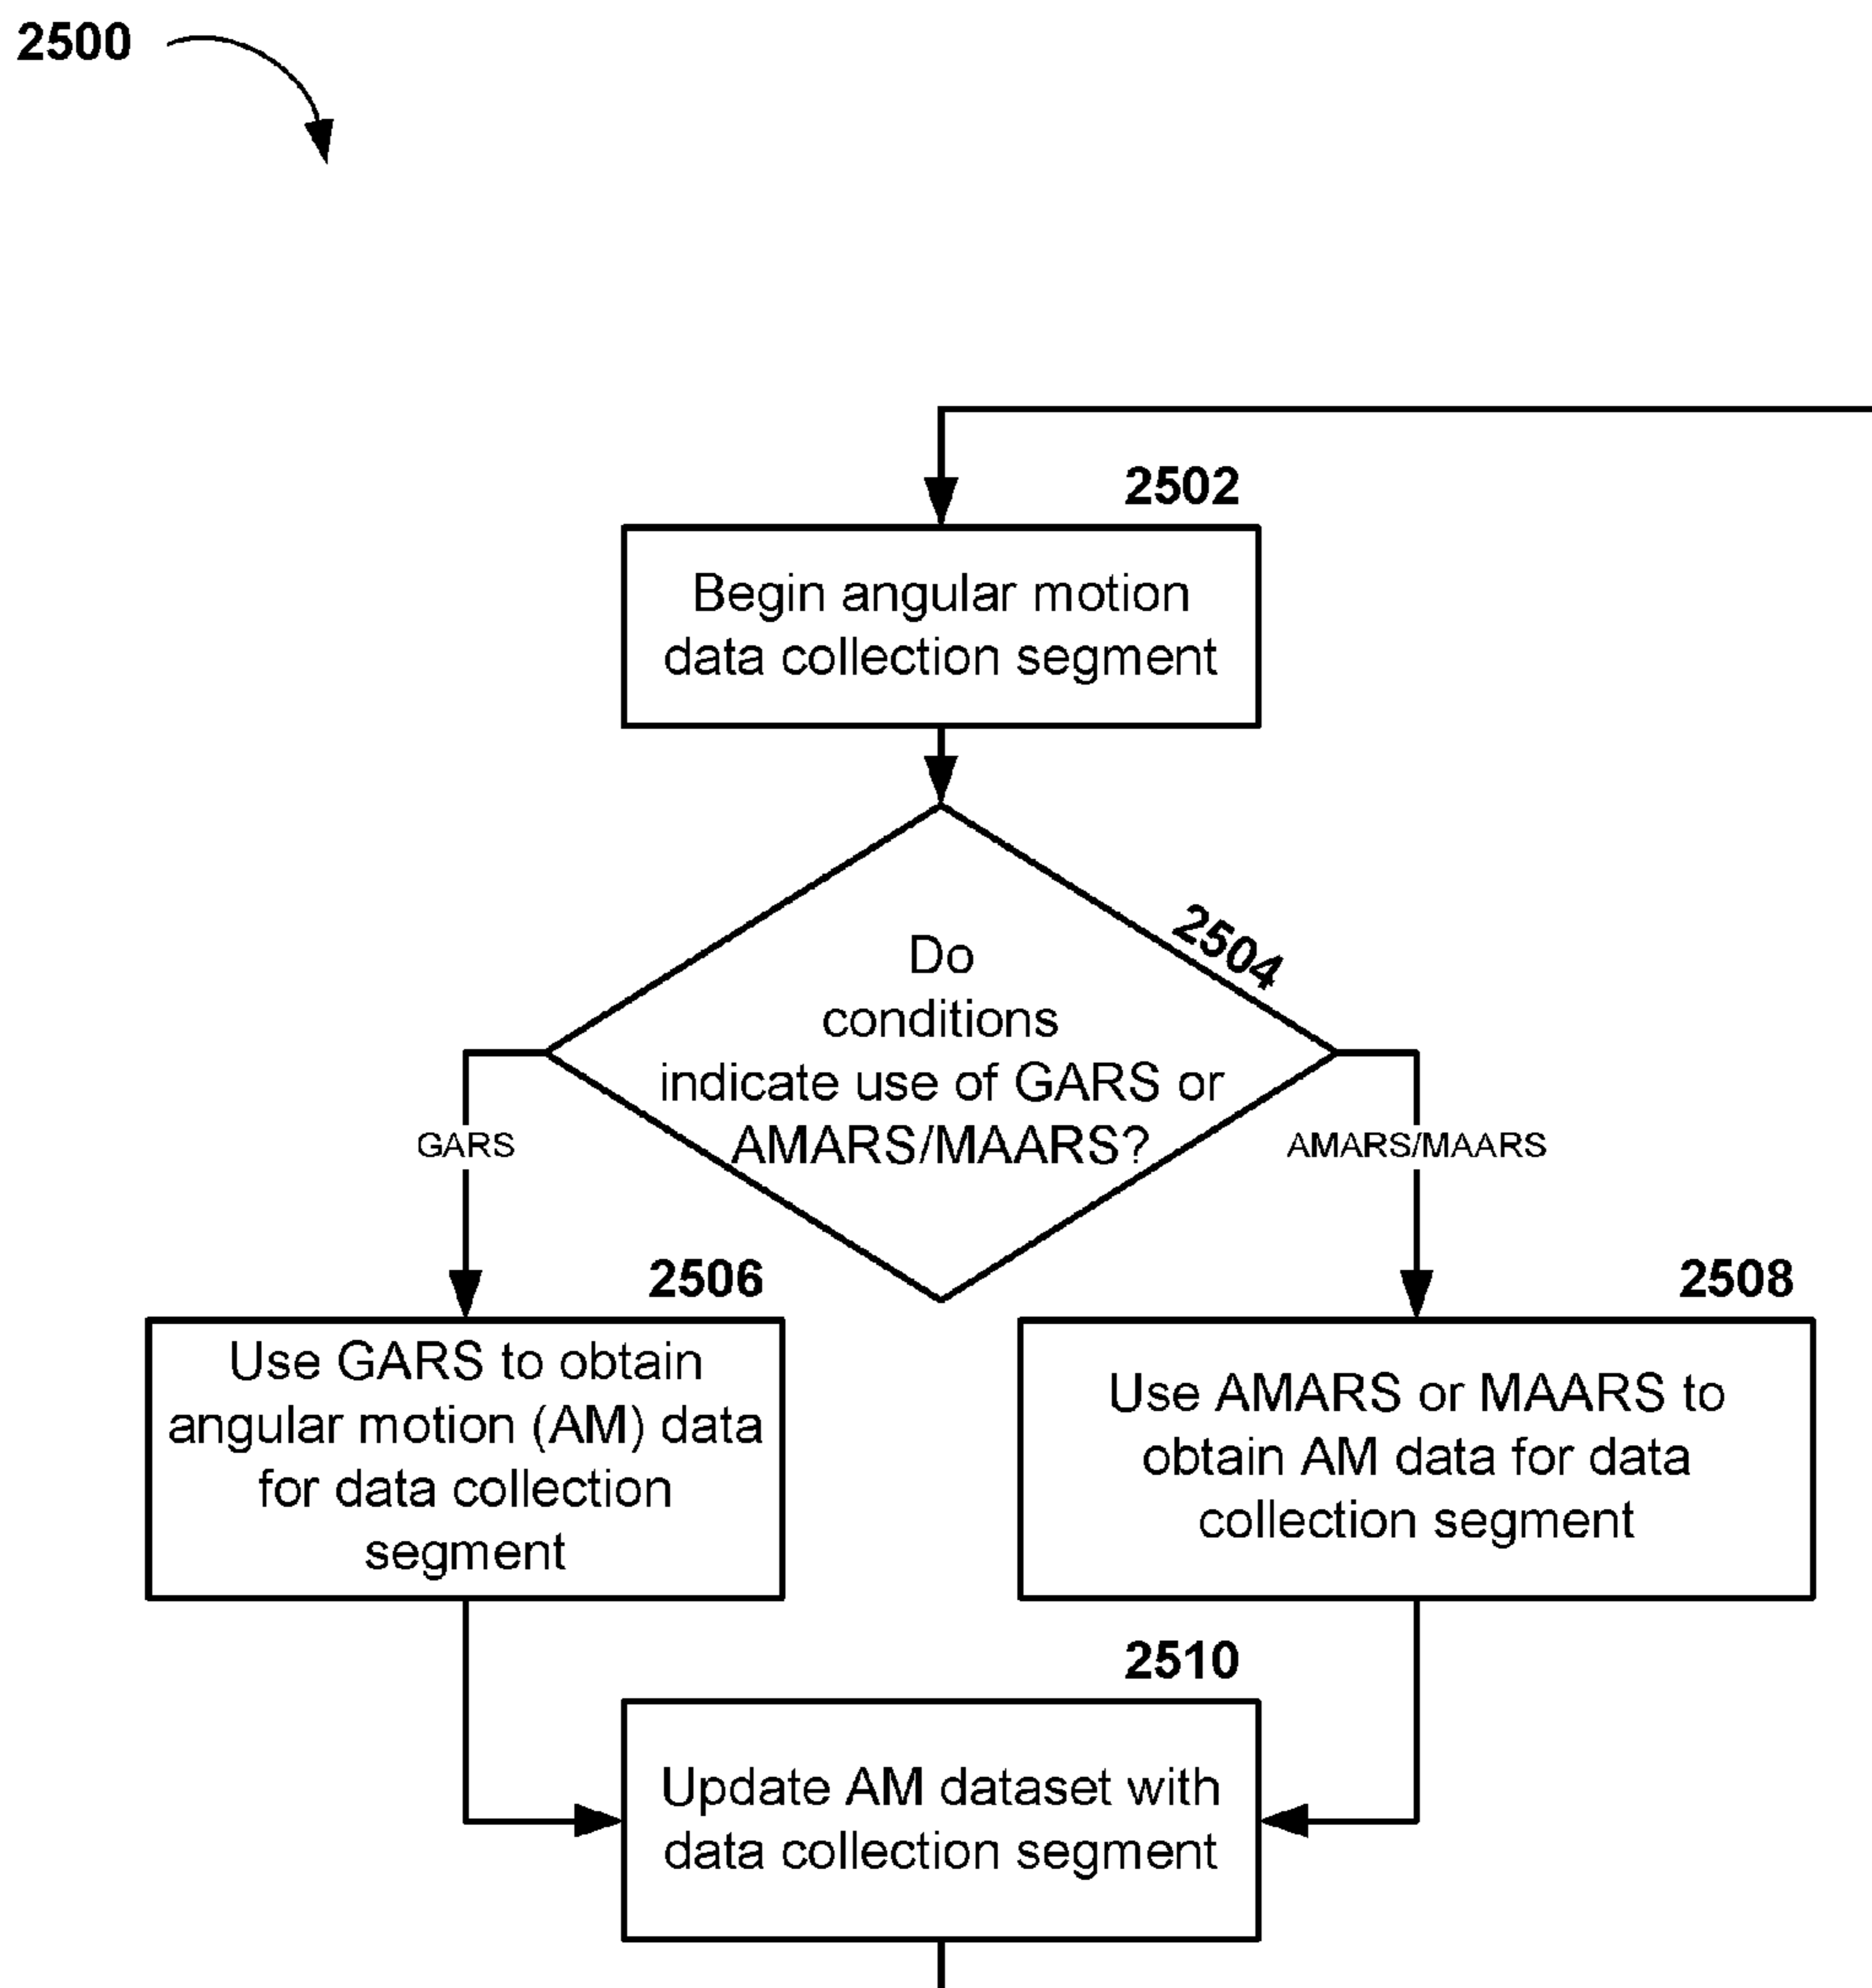 2500
2502
Begin angular motion
data collection segment
2504
Do
conditions
indicate use of GARS or
AMARS/MAARS?
GARS
AMARS/MAARS
2506
Use GARS to obtain
angular motion (AM) data
for data collection
segment
2508
Use AMARS or MAARS to
obtain AM data for data
collection segment
2510
Update AM dataset with
data collection segment